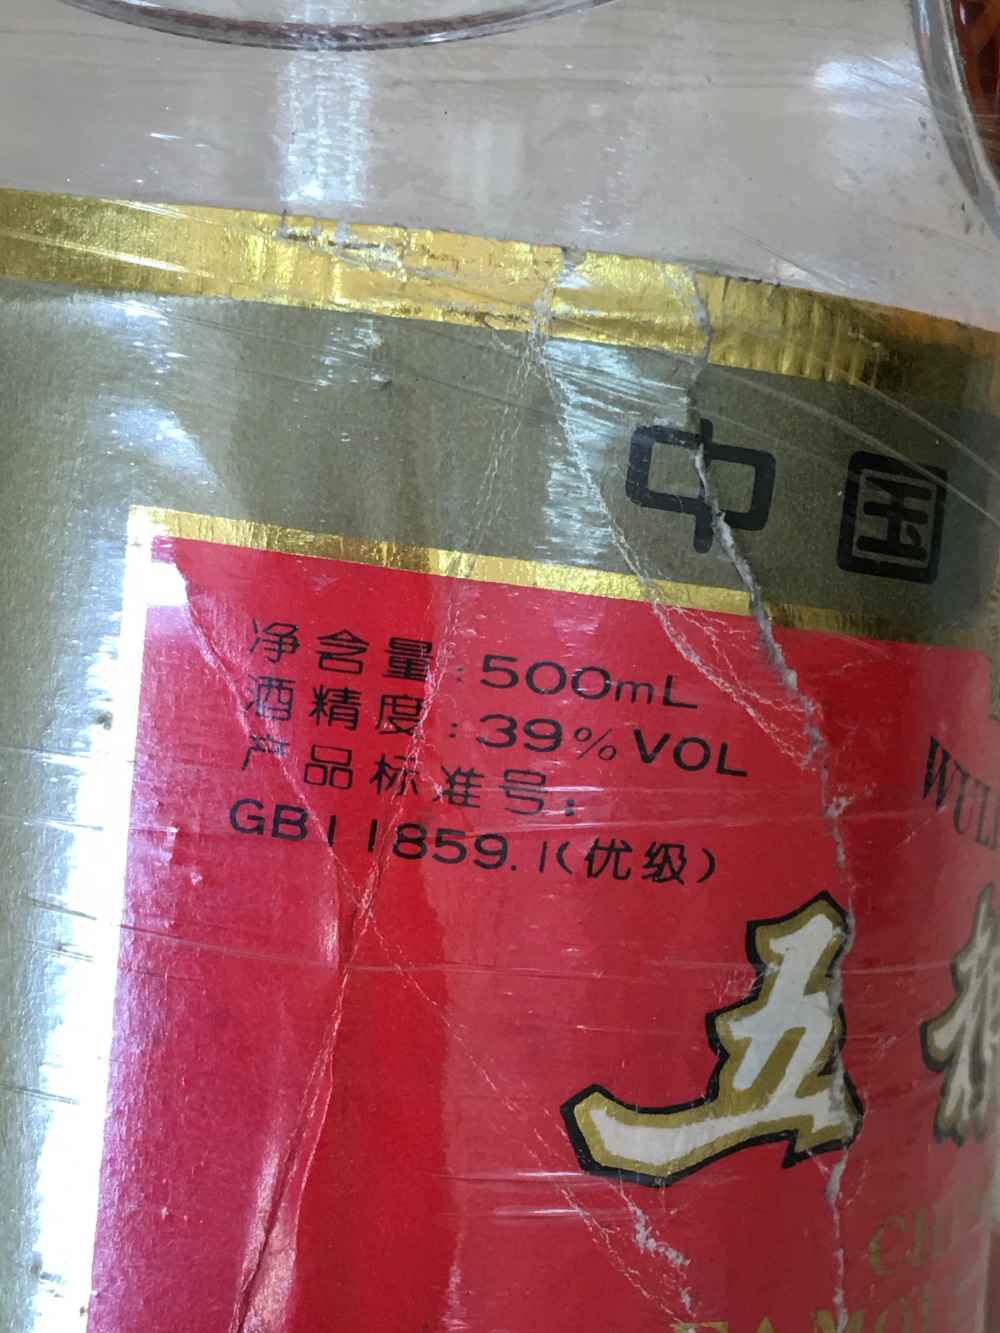 中国
净含量:500mL
酒精度:39%VOL
产品标准号:
GB11859.1(优级)
五